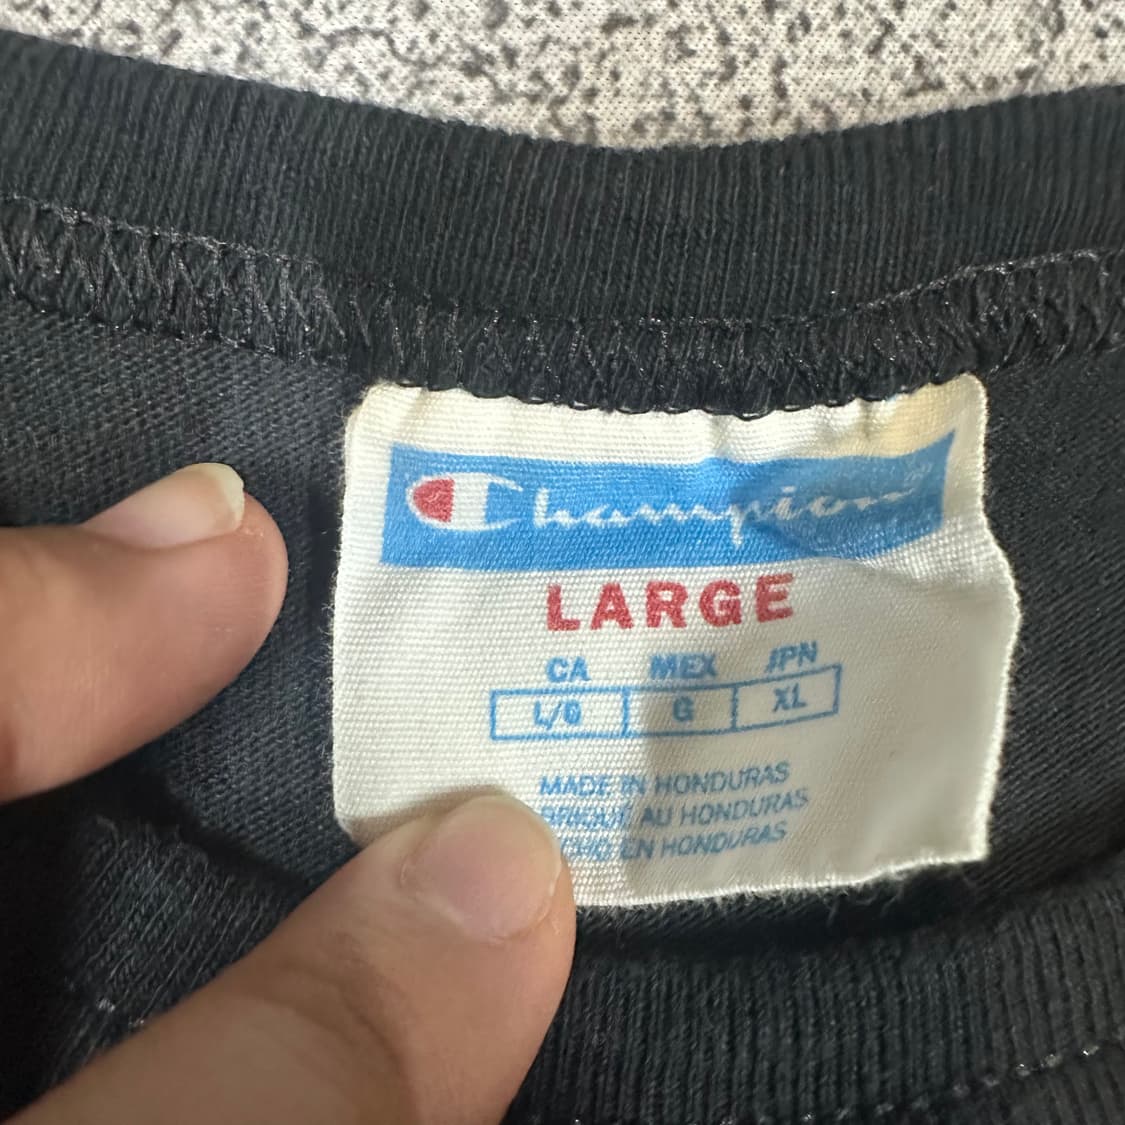 Champion
LARGE
CA MEX JPN
L/G G XL
MADE IN HONDURAS
AU HONDURAS
EN HONDURAS